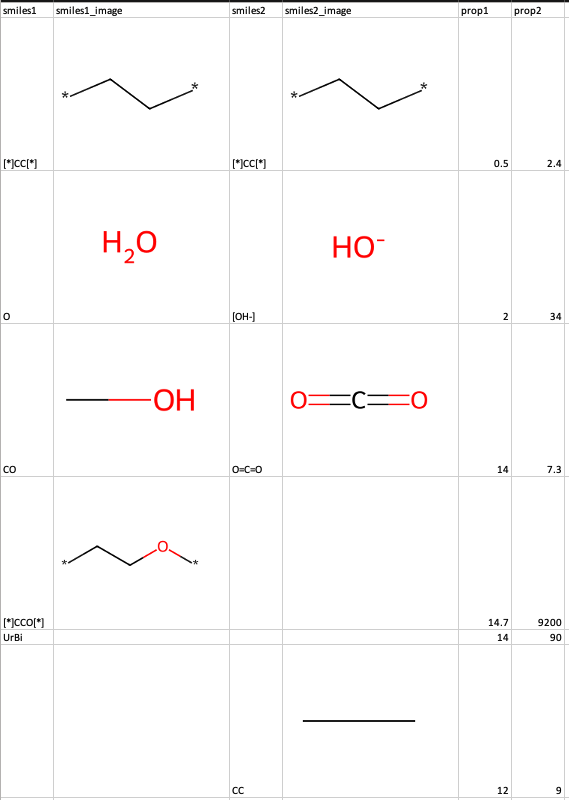 smiles1 smiles1_image smiles2 smiles2_image prop1 prop2
* * * *
[*]CC[*] [*]CC[*] 0.5 2.4
H₂O HO⁻
O [OH-] 2 34
OH O C O
CO O=C=O 14 7.3
* O *
[*]CCO[*] 14.7 9200
UrBi 14 90
CC 12 9